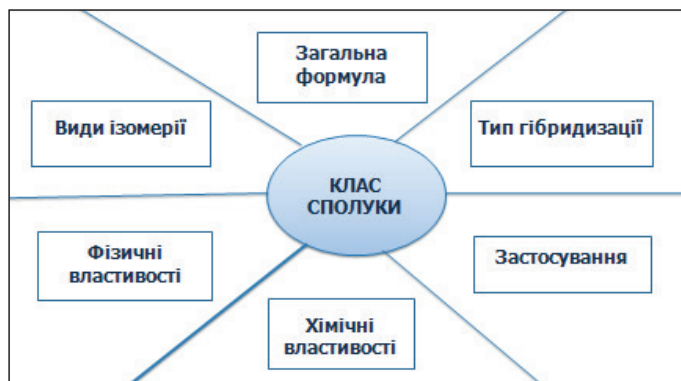 Загальна
формула
Види ізомерії
Тип гібридизації
КЛАС
СПОЛУКИ
Фізичні
властивості
Застосування
Хімічні
властивості